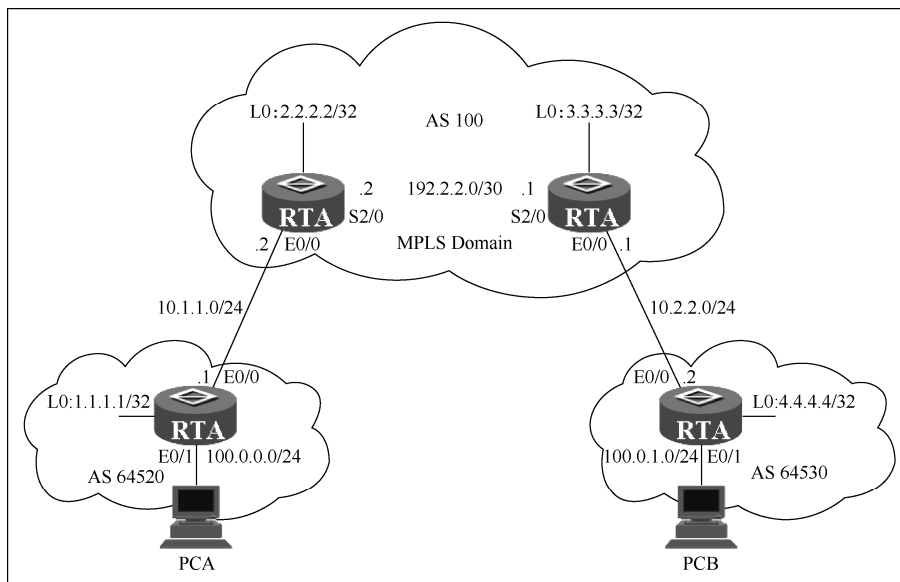 L0:2.2.2.2/32
AS 100
L0:3.3.3.3/32
.2
192.2.2.0/30
.1
RTA
S2/0
S2/0
RTA
.2
E0/0
MPLS Domain
E0/0
.1
10.1.1.0/24
10.2.2.0/24
.1
E0/0
E0/0
.2
L0:1.1.1.1/32
L0:4.4.4.4/32
RTA
RTA
E0/1
100.0.0.0/24
100.0.1.0/24
E0/1
AS 64520
AS 64530
PCA
PCB